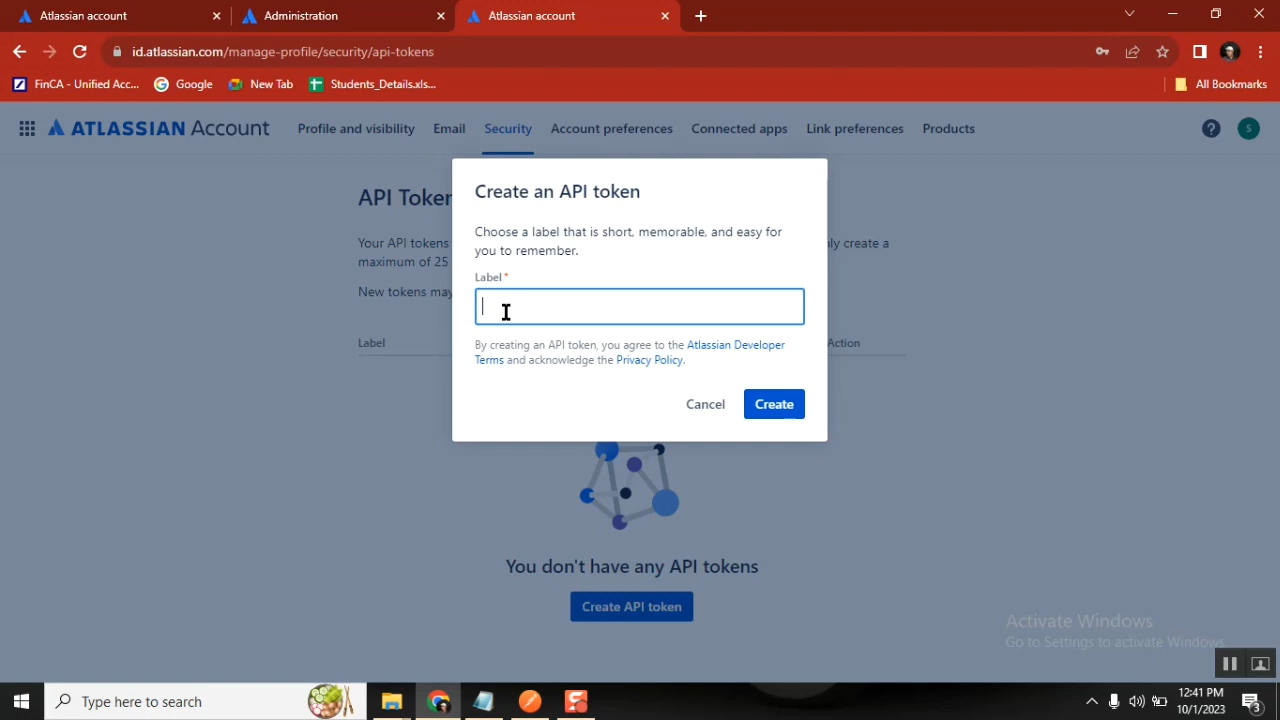 Atlassian account
Administration
Atlassian account
id.atlassian.com/manage-profile/security/api-tokens
FinCA - Unified Acc...
Google
New Tab
Students_Details.xls...
All Bookmarks
ATLASSIAN Account
Profile and visibility
Email
Security
Account preferences
Connected apps
Link preferences
Products
S
API Token
Your API tokens
ly create a
maximum of 25
New tokens may
Label
Action
Create an API token
Choose a label that is short, memorable, and easy for
you to remember.
Label *
By creating an API token, you agree to the Atlassian Developer
Terms and acknowledge the Privacy Policy.
Cancel
Create
You don't have any API tokens
Create API token
Activate Windows
Go to Settings to activate Windows.
Type here to search
12:41 PM
10/1/2023
3